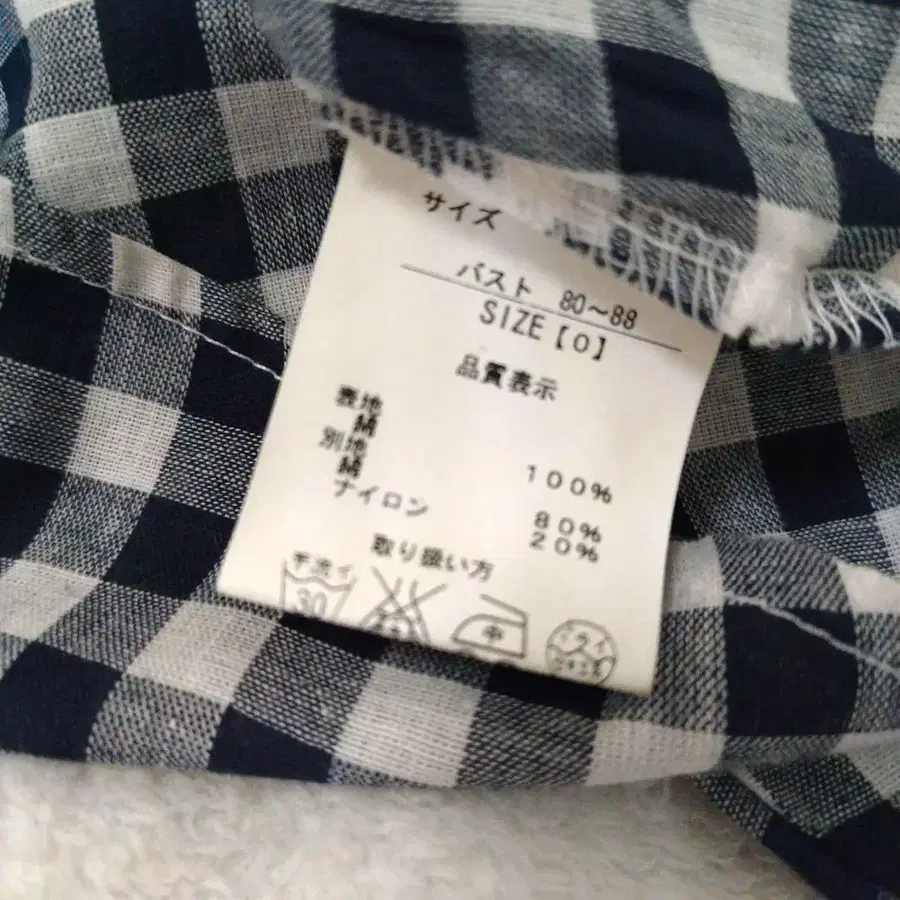 サイズ
バスト 80～88
SIZE【0】
品質表示
表地
綿 100%
別地
綿 80%
ナイロン 20%
取り扱い方
手洗イ
30
中
ドライ